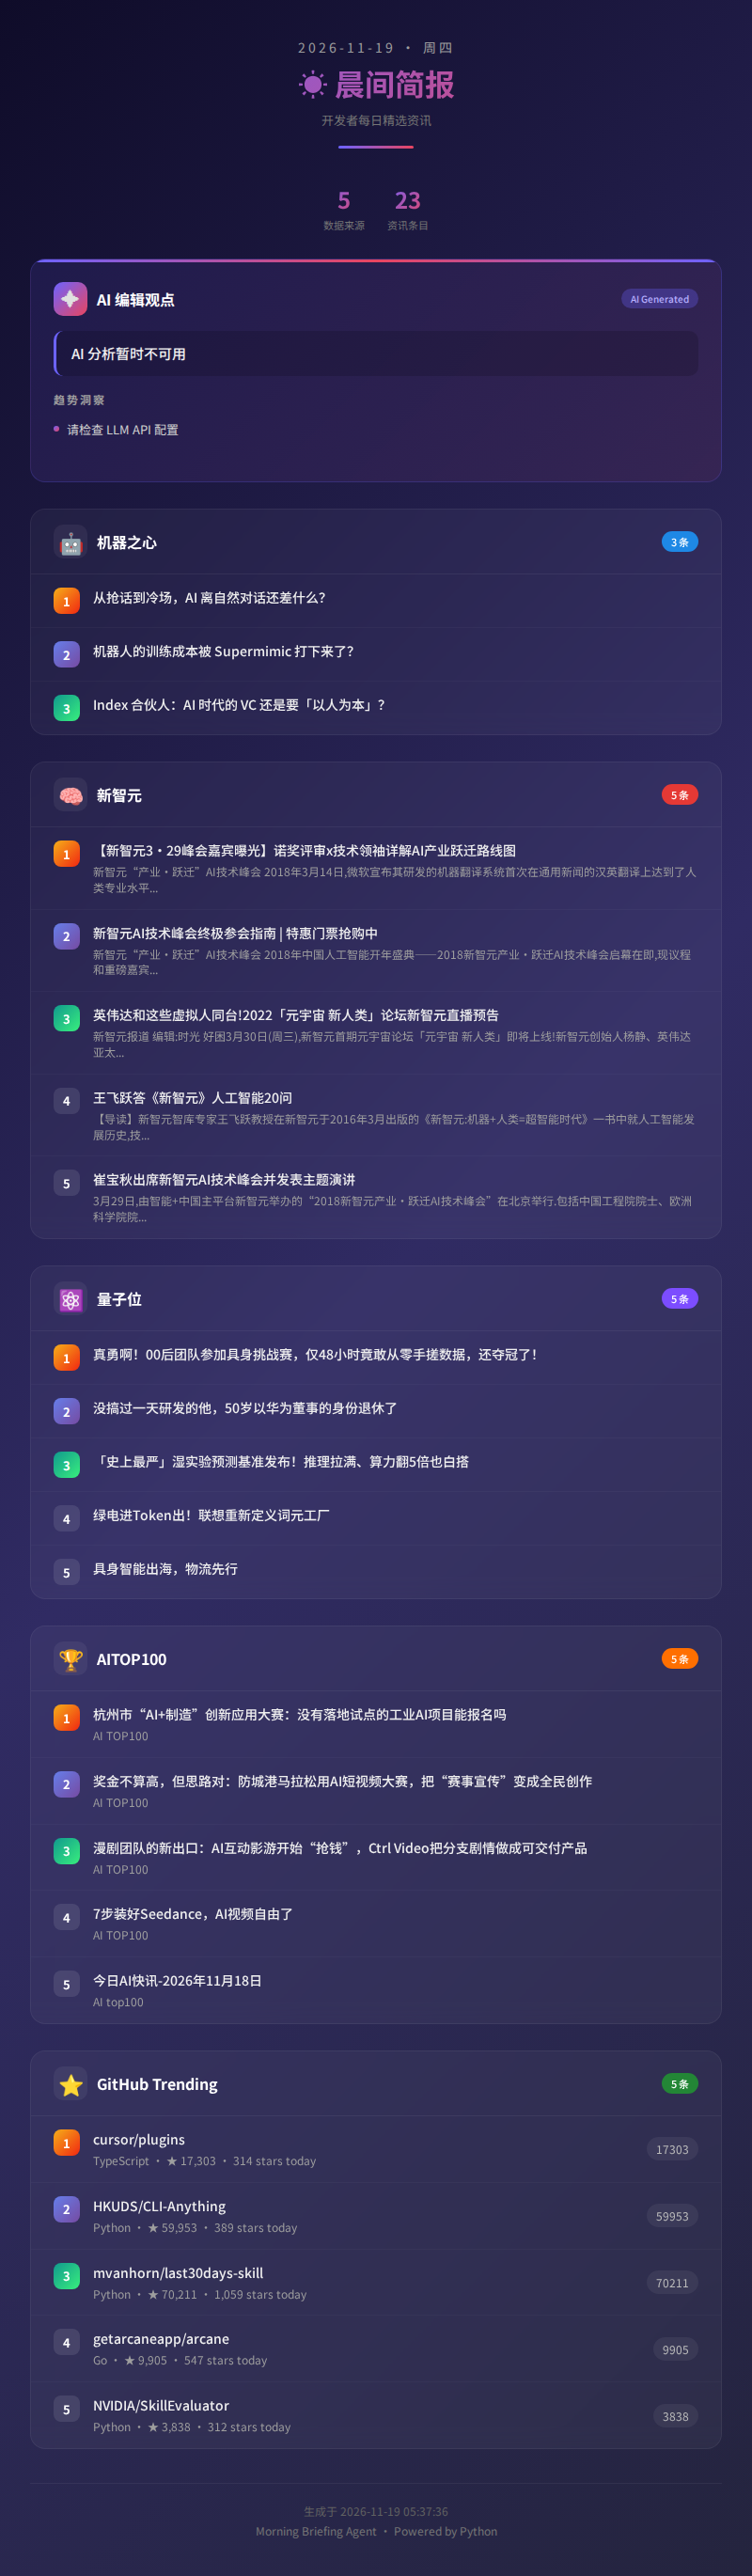 2026-11-19 · 周四
晨间简报
开发者每日精选资讯
5
数据来源
23
资讯条目
AI 编辑观点
AI Generated
AI 分析暂时不可用
趋势洞察
请检查 LLM API 配置
机器之心
3 条
1
从抢话到冷场，AI 离自然对话还差什么？
2
机器人的训练成本被 Supermimic 打下来了？
3
Index 合伙人：AI 时代的 VC 还是要「以人为本」？
新智元
5 条
1
【新智元3·29峰会嘉宾曝光】诺奖评审x技术领袖详解AI产业跃迁路线图
新智元“产业·跃迁”AI技术峰会 2018年3月14日,微软宣布其研发的机器翻译系统首次在通用新闻的汉英翻译上达到了人
类专业水平...
2
新智元AI技术峰会终极参会指南 | 特惠门票抢购中
新智元“产业·跃迁”AI技术峰会 2018年中国人工智能开年盛典——2018新智元产业·跃迁AI技术峰会启幕在即,现议程
和重磅嘉宾...
3
英伟达和这些虚拟人同台!2022「元宇宙 新人类」论坛新智元直播预告
新智元报道 编辑:时光 好困3月30日(周三),新智元首期元宇宙论坛「元宇宙 新人类」即将上线!新智元创始人杨静、英伟达
亚太...
4
王飞跃答《新智元》人工智能20问
【导读】新智元智库专家王飞跃教授在新智元于2016年3月出版的《新智元:机器+人类=超智能时代》一书中就人工智能发
展历史,技...
5
崔宝秋出席新智元AI技术峰会并发表主题演讲
3月29日,由智能+中国主平台新智元举办的“2018新智元产业·跃迁AI技术峰会”在北京举行.包括中国工程院院士、欧洲
科学院院...
量子位
5 条
1
真勇啊！00后团队参加具身挑战赛，仅48小时竟敢从零手搓数据，还夺冠了！
2
没搞过一天研发的他，50岁以华为董事的身份退休了
3
「史上最严」湿实验预测基准发布！推理拉满、算力翻5倍也白搭
4
绿电进Token出！联想重新定义词元工厂
5
具身智能出海，物流先行
AITOP100
5 条
1
杭州市“AI+制造”创新应用大赛：没有落地试点的工业AI项目能报名吗
AI TOP100
2
奖金不算高，但思路对：防城港马拉松用AI短视频大赛，把“赛事宣传”变成全民创作
AI TOP100
3
漫剧团队的新出口：AI互动影游开始“抢钱”，Ctrl Video把分支剧情做成可交付产品
AI TOP100
4
7步装好Seedance，AI视频自由了
AI TOP100
5
今日AI快讯-2026年11月18日
AI top100
GitHub Trending
5 条
1
cursor/plugins
TypeScript · ★ 17,303 · 314 stars today
17303
2
HKUDS/CLI-Anything
Python · ★ 59,953 · 389 stars today
59953
3
mvanhorn/last30days-skill
Python · ★ 70,211 · 1,059 stars today
70211
4
getarcaneapp/arcane
Go · ★ 9,905 · 547 stars today
9905
5
NVIDIA/SkillEvaluator
Python · ★ 3,838 · 312 stars today
3838
生成于 2026-11-19 05:37:36
Morning Briefing Agent · Powered by Python